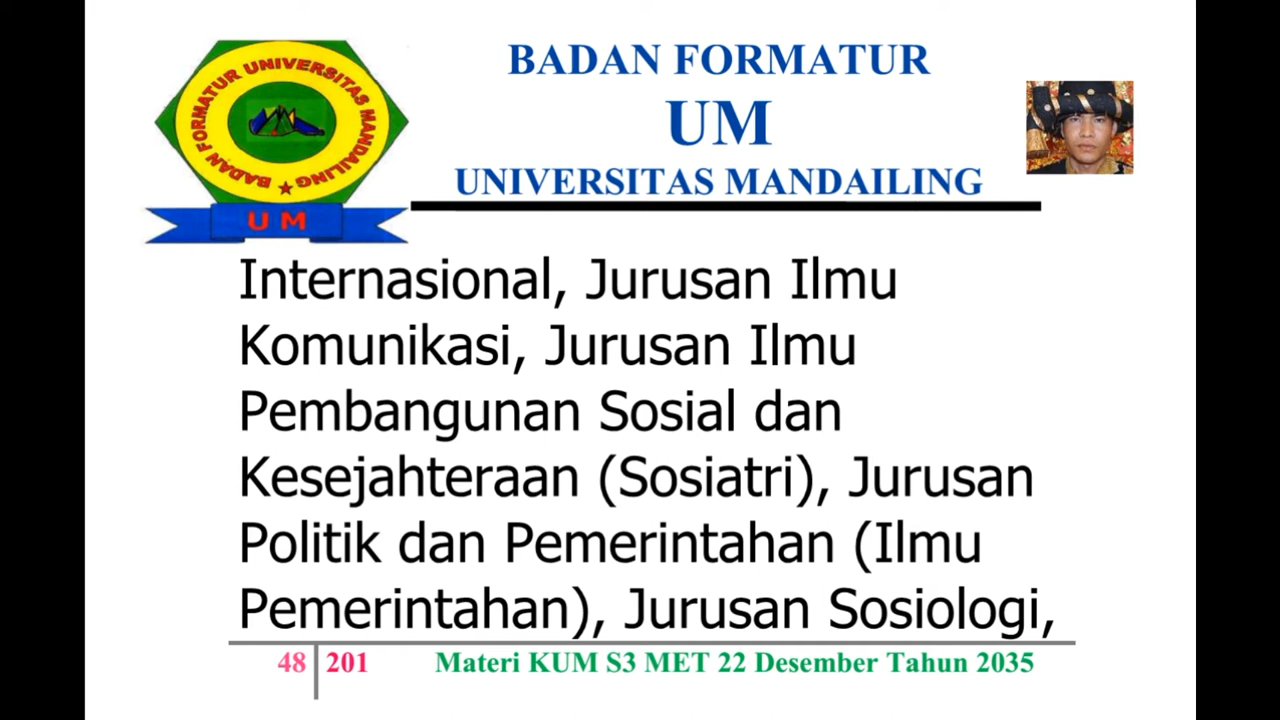 BADAN FORMATUR UNIVERSITAS MANDAILING
U M
BADAN FORMATUR
UM
UNIVERSITAS MANDAILING
Internasional, Jurusan Ilmu
Komunikasi, Jurusan Ilmu
Pembangunan Sosial dan
Kesejahteraan (Sosiatri), Jurusan
Politik dan Pemerintahan (Ilmu
Pemerintahan), Jurusan Sosiologi,
48 201 Materi KUM S3 MET 22 Desember Tahun 2035